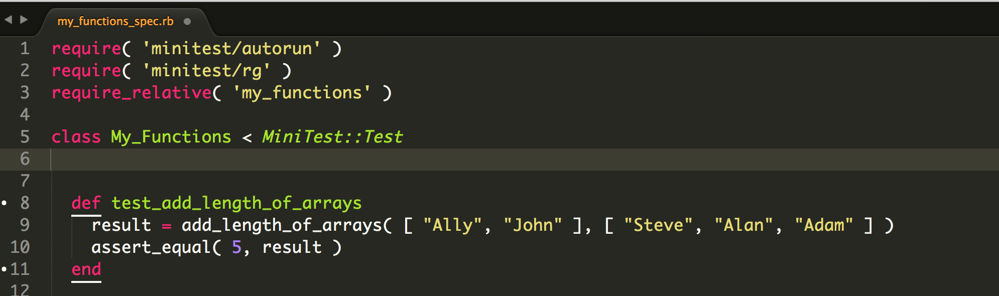 my_functions_spec.rb
1 require( 'minitest/autorun' )
2 require( 'minitest/rg' )
3 require_relative( 'my_functions' )
4
5 class My_Functions < MiniTest::Test
6
7
8 def test_add_length_of_arrays
9 result = add_length_of_arrays( [ "Ally", "John" ], [ "Steve", "Alan", "Adam" ] )
10 assert_equal( 5, result )
11 end
12